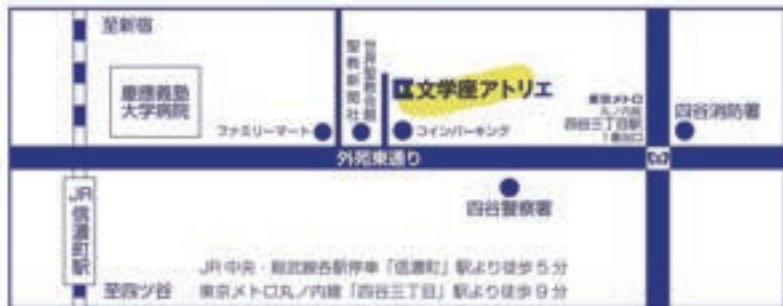 至新宿
慶應義塾
大学病院
ファミリーマート
聖教新聞社
世界聖教会館
文学座アトリエ
コインパーキング
東京メトロ
丸ノ内線
四谷三丁目駅
1番出口
四谷消防署
外苑東通り
四谷警察署
JR
信濃町駅
至四ツ谷
JR中央・総武線各駅停車「信濃町」駅より徒歩5分
東京メトロ丸ノ内線「四谷三丁目」駅より徒歩9分